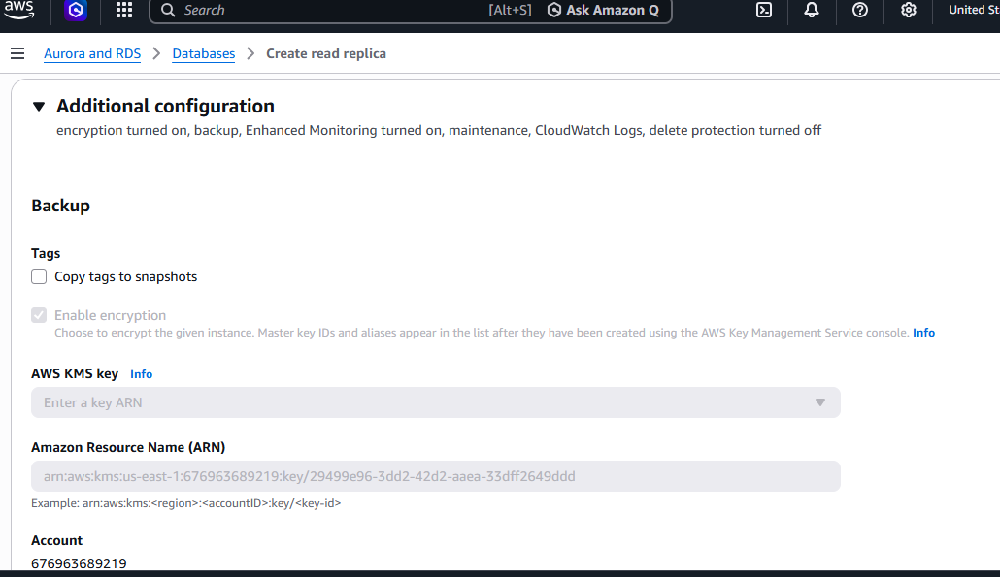 aws
Search [Alt+S] Ask Amazon Q United St
Aurora and RDS > Databases > Create read replica
Additional configuration
encryption turned on, backup, Enhanced Monitoring turned on, maintenance, CloudWatch Logs, delete protection turned off
Backup
Tags
Copy tags to snapshots
Enable encryption
Choose to encrypt the given instance. Master key IDs and aliases appear in the list after they have been created using the AWS Key Management Service console. Info
AWS KMS key Info
Enter a key ARN
Amazon Resource Name (ARN)
arn:aws:kms:us-east-1:676963689219:key/29499e96-3dd2-42d2-aaea-33dff2649ddd
Example: arn:aws:kms:<region>:<accountID>:key/<key-id>
Account
676963689219